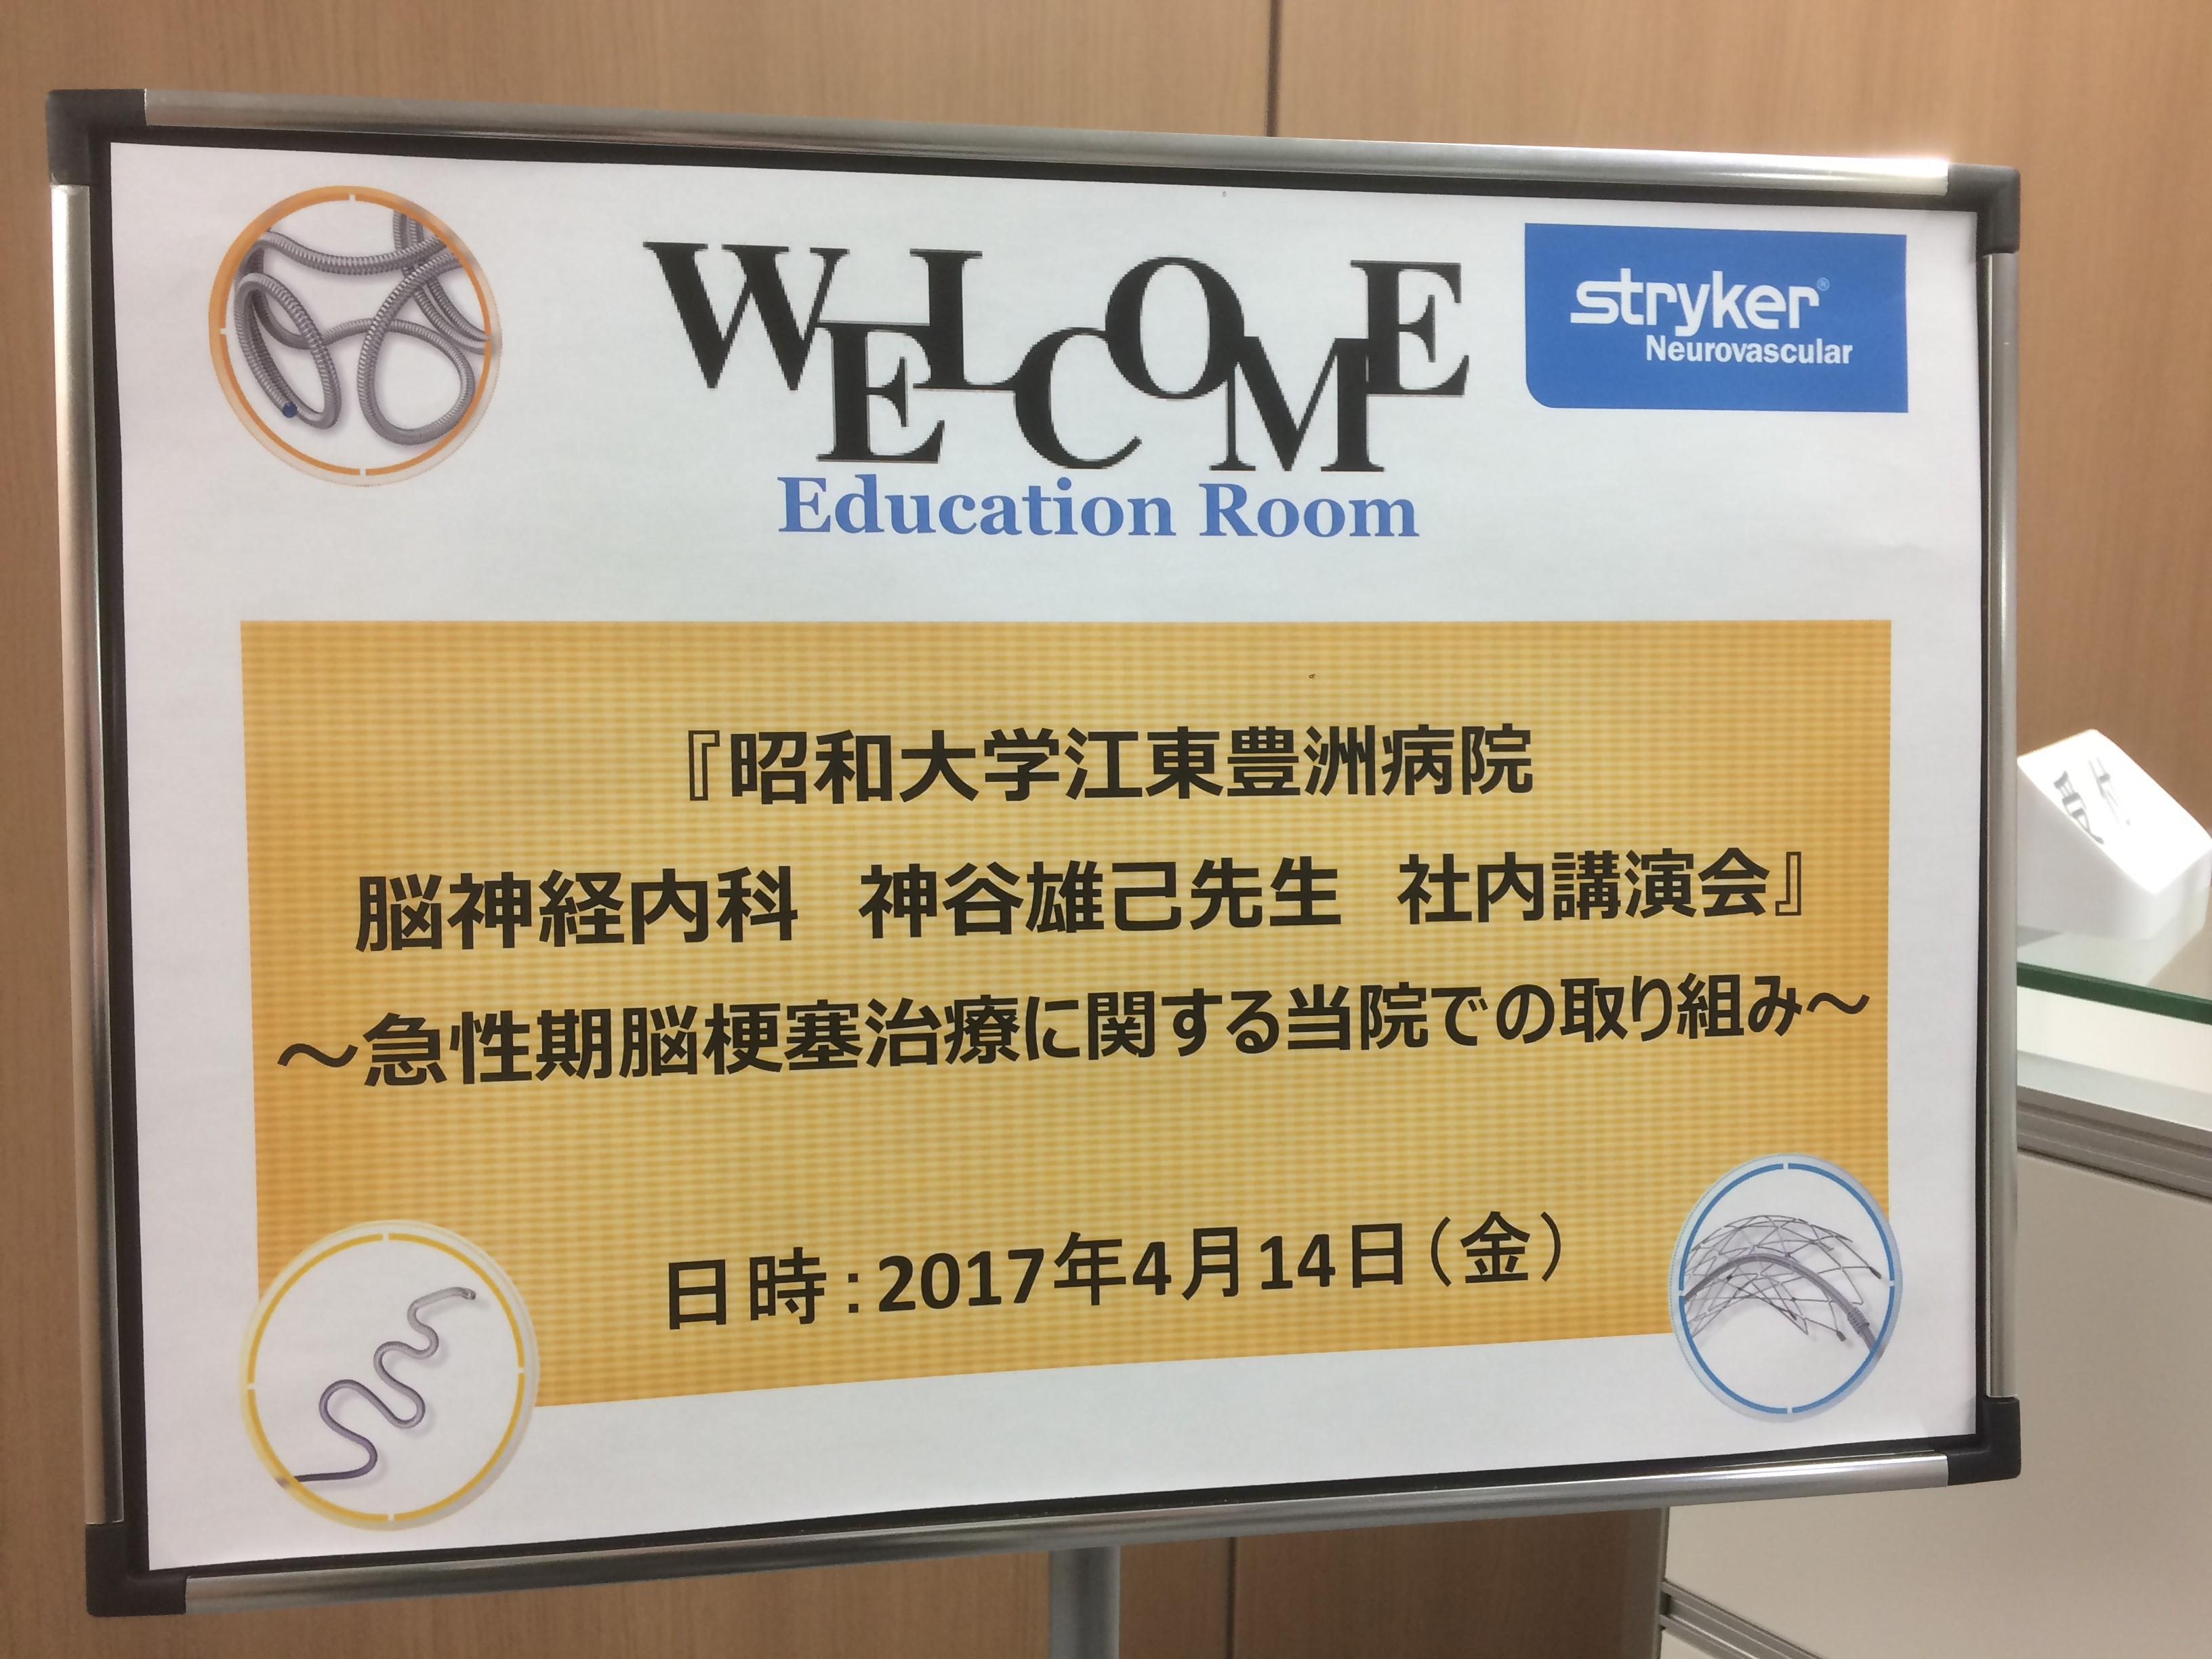 WELCOME
Education Room
stryker®
Neurovascular
『昭和大学江東豊洲病院
脳神経内科 神谷雄己先生 社内講演会』
～急性期脳梗塞治療に関する当院での取り組み～
日時：2017年4月14日（金）